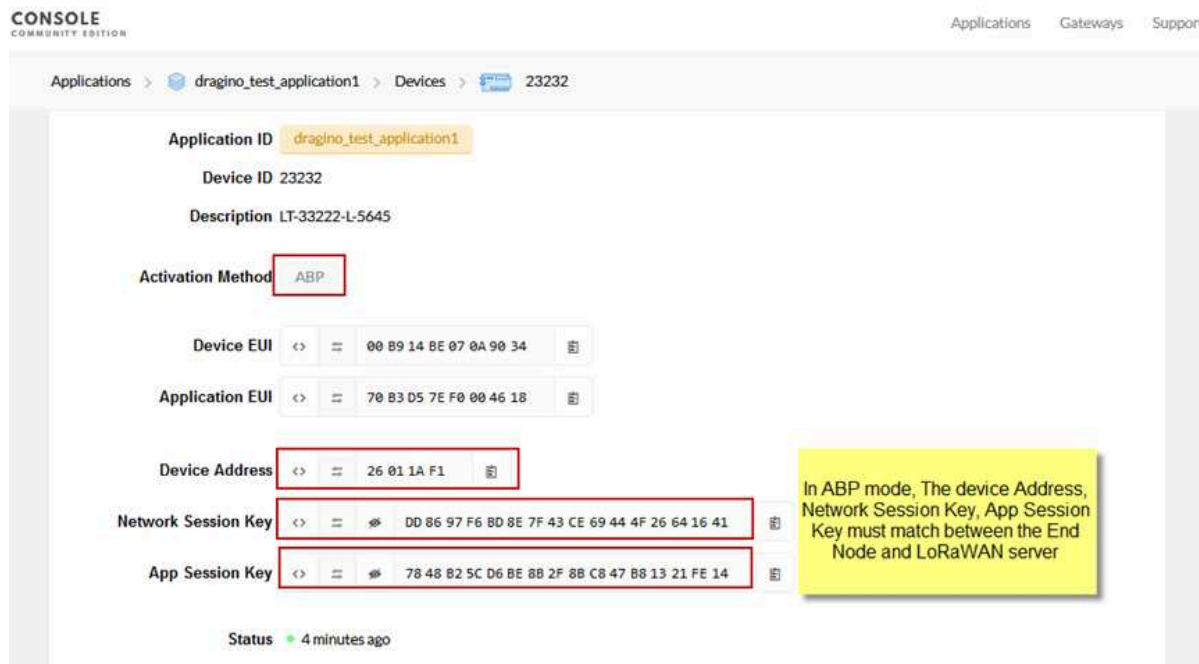 CONSOLE
COMMUNITY EDITION
Applications Gateways Suppor
Applications > dragino_test_application1 > Devices > 23232
Application ID dragino_test_application1
Device ID 23232
Description LT-33222-L-5645
Activation Method ABP
Device EUI <> 00 B9 14 BE 07 0A 90 34
Application EUI <> 70 B3 D5 7E F0 00 46 18
Device Address <> 26 01 1A F1
Network Session Key <> DD 86 97 F6 BD 8E 7F 43 CE 69 44 4F 26 64 16 41
App Session Key <> 78 48 B2 5C D6 BE 8B 2F 8B C8 47 B8 13 21 FE 14
In ABP mode, The device Address,
Network Session Key, App Session
Key must match between the End
Node and LoRaWAN server
Status 4 minutes ago